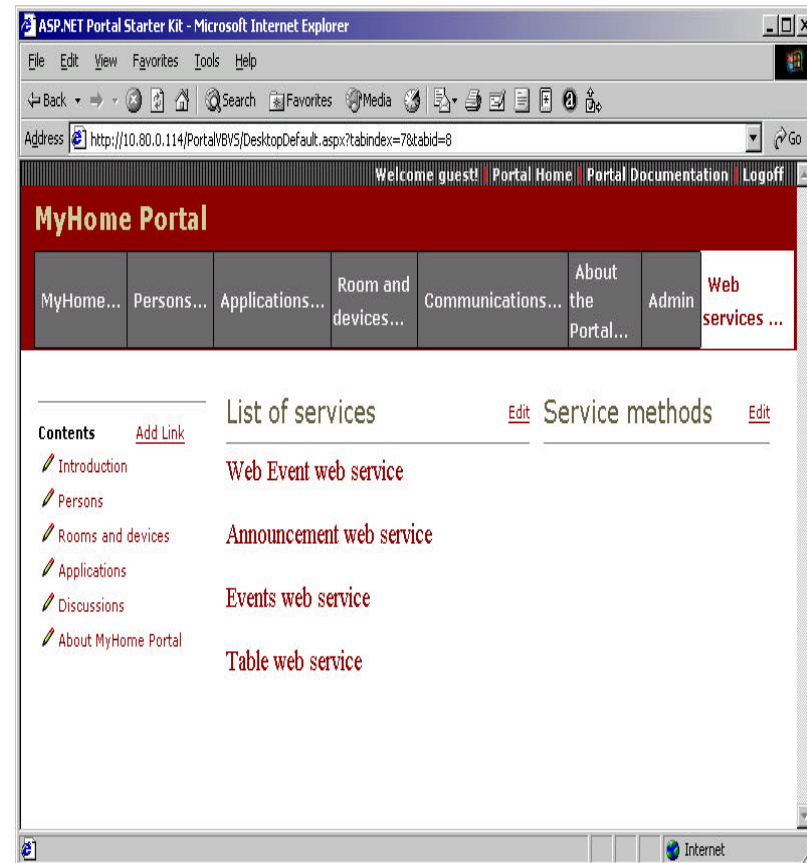 ASP.NET Portal Starter Kit - Microsoft Internet Explorer
File Edit View Favorites Tools Help
Back Search Favorites Media
Address http://10.80.0.114/PortalVBVS/DesktopDefault.aspx?tabindex=7&tabid=8 Go
Welcome guest! Portal Home Portal Documentation Logoff
MyHome Portal
MyHome... Persons... Applications... Room and devices... Communications... About the Portal... Admin Web services ...
List of services Edit Service methods Edit
Contents Add Link
Introduction
Persons
Rooms and devices
Applications
Discussions
About MyHome Portal
Web Event web service
Announcement web service
Events web service
Table web service
Internet